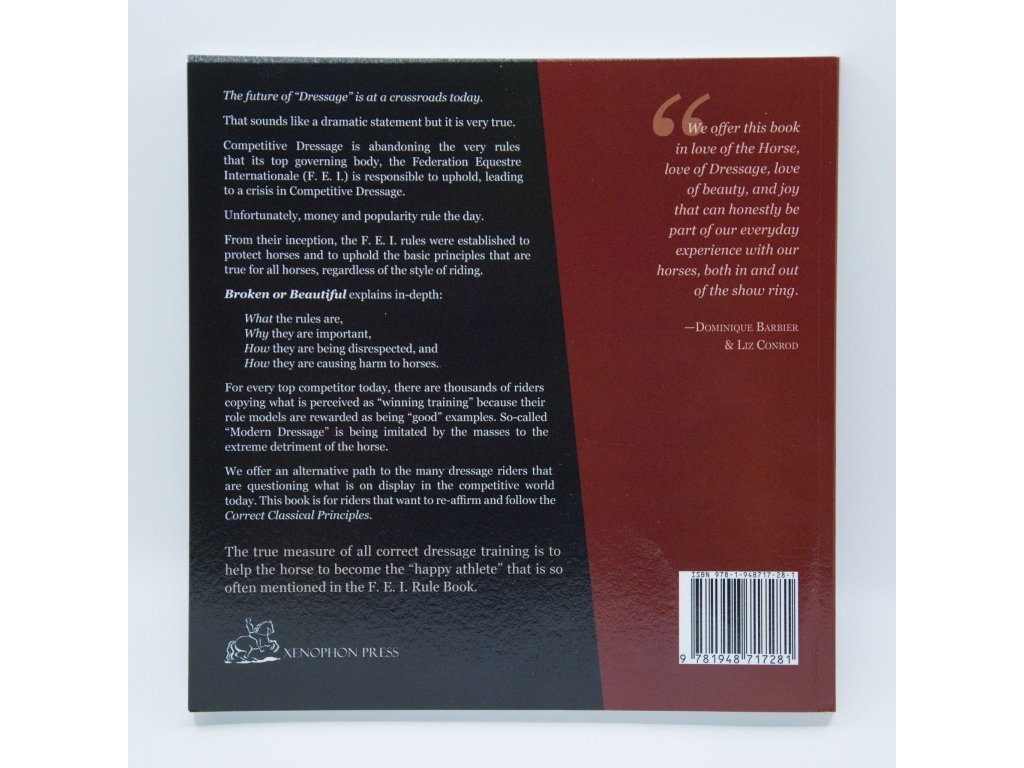 The future of "Dressage" is at a crossroads today.
That sounds like a dramatic statement but it is very true.
Competitive Dressage is abandoning the very rules
that its top governing body, the Federation Equestre
Internationale (F. E. I.) is responsible to uphold, leading
to a crisis in Competitive Dressage.
Unfortunately, money and popularity rule the day.
From their inception, the F. E. I. rules were established to
protect horses and to uphold the basic principles that are
true for all horses, regardless of the style of riding.
Broken or Beautiful explains in-depth:
What the rules are,
Why they are important,
How they are being disrespected, and
How they are causing harm to horses.
For every top competitor today, there are thousands of riders
copying what is perceived as "winning training" because their
role models are rewarded as being "good" examples. So-called
"Modern Dressage" is being imitated by the masses to the
extreme detriment of the horse.
We offer an alternative path to the many dressage riders that
are questioning what is on display in the competitive world
today. This book is for riders that want to re-affirm and follow the
Correct Classical Principles.
The true measure of all correct dressage training is to
help the horse to become the "happy athlete" that is so
often mentioned in the F. E. I. Rule Book.
XENOPHON PRESS
“We offer this book
in love of the Horse,
love of Dressage, love
of beauty, and joy
that can honestly be
part of our everyday
experience with our
horses, both in and out
of the show ring.
—Dominique Barbier
& Liz Conrod
ISBN 978-1-948717-28-1
9 781948 717281